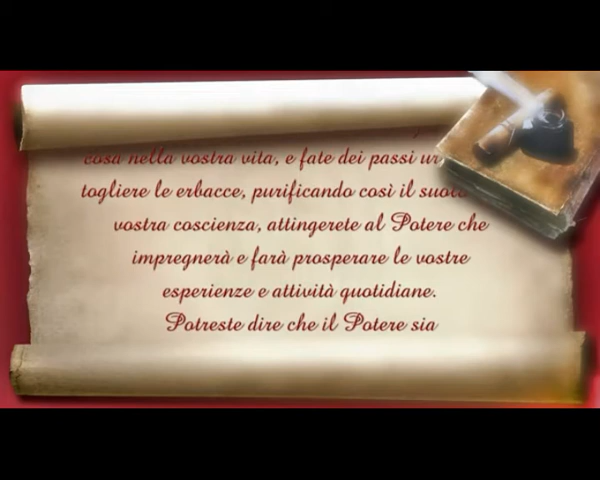 cosa nella vostra vita, e fate dei passi
togliere le erbacce, purificando così il
vostra coscienza, attingerete al Potere che
impregnerà e farà prosperare le vostre
esperienze e attività quotidiane.
Potreste dire che il Potere sia